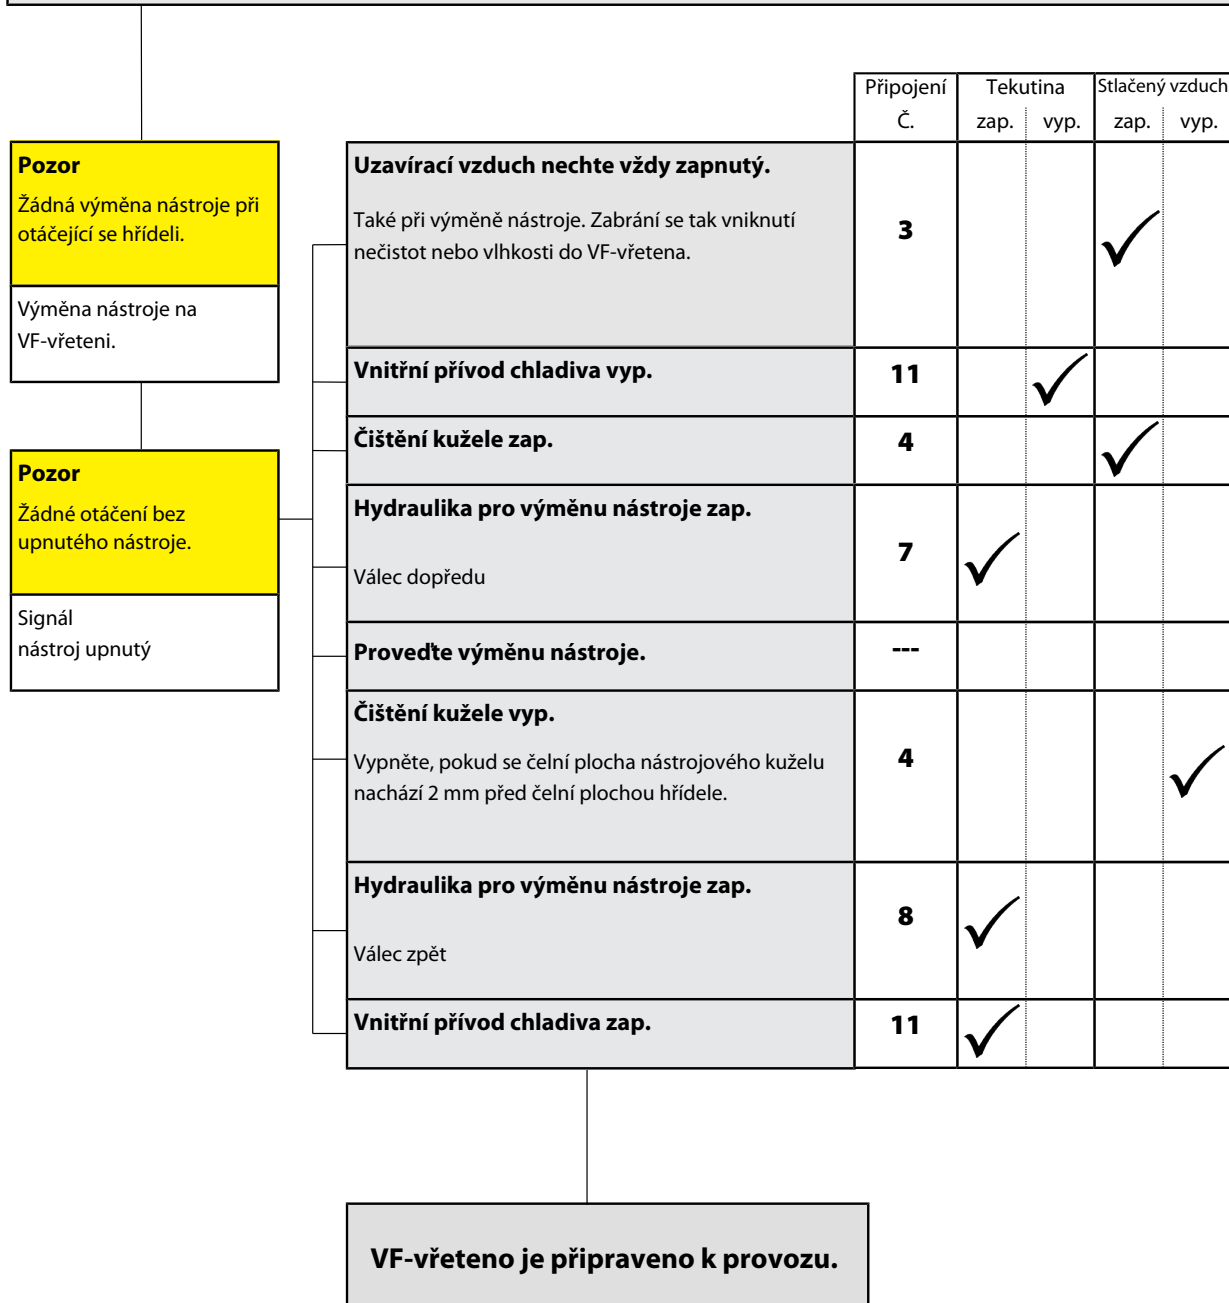 Připojení Tekutina Stlačený vzduch
Č. zap. vyp. zap. vyp.
Pozor
Žádná výměna nástroje při
otáčející se hřídeli.
Výměna nástroje na
VF-vřeteni.
Pozor
Žádné otáčení bez
upnutého nástroje.
Signál
nástroj upnutý
Uzavírací vzduch nechte vždy zapnutý.
Také při výměně nástroje. Zabrání se tak vniknutí
nečistot nebo vlhkosti do VF-vřetena.
3
Vnitřní přívod chladiva vyp. 11
Čištění kužele zap. 4
Hydraulika pro výměnu nástroje zap.
7
Válec dopředu
Proveďte výměnu nástroje. ---
Čištění kužele vyp.
4
Vypněte, pokud se čelní plocha nástrojového kuželu
nachází 2 mm před čelní plochou hřídele.
Hydraulika pro výměnu nástroje zap.
8
Válec zpět
Vnitřní přívod chladiva zap. 11
VF-vřeteno je připraveno k provozu.